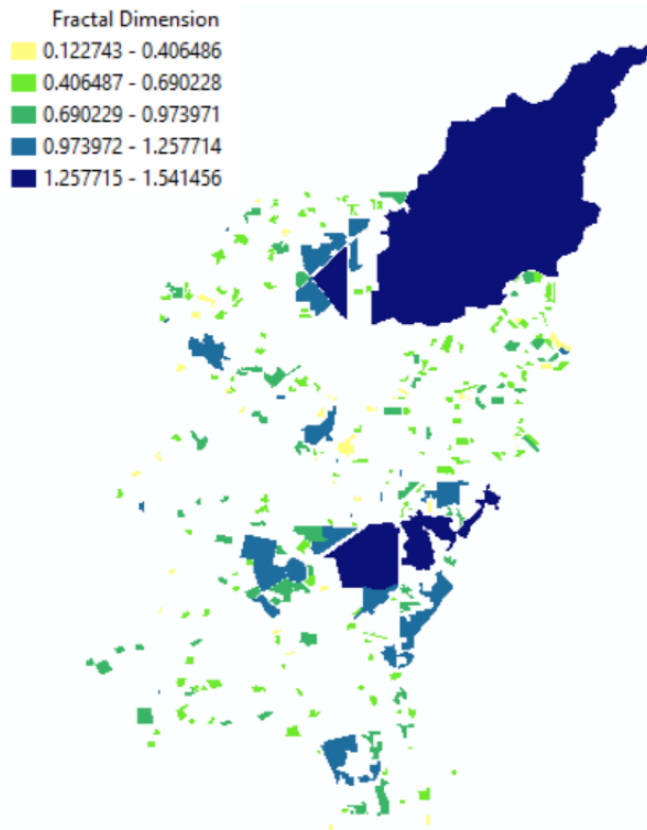 Fractal Dimension
0.122743 - 0.406486
0.406487 - 0.690228
0.690229 - 0.973971
0.973972 - 1.257714
1.257715 - 1.541456